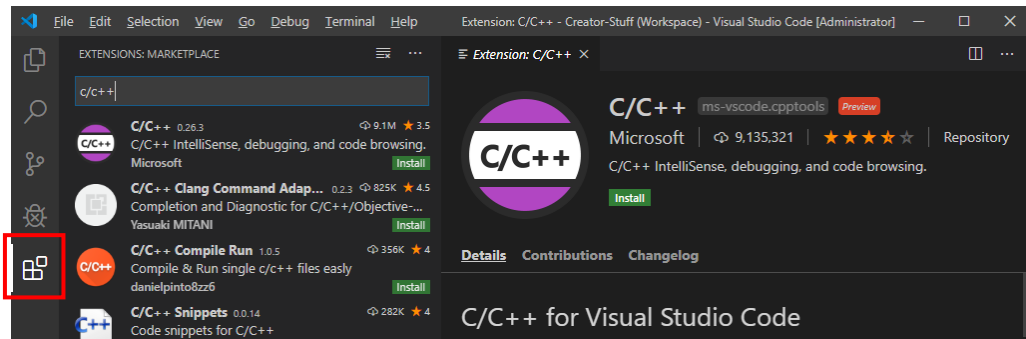 File Edit Selection View Go Debug Terminal Help Extension: C/C++ - Creator-Stuff (Workspace) - Visual Studio Code [Administrator]
EXTENSIONS: MARKETPLACE
c/c++
C/C++ 0.26.3 9.1M 3.5
C/C++
C/C++ IntelliSense, debugging, and code browsing.
Microsoft Install
C/C++ Clang Command Adap... 0.2.3 825K 4.5
Completion and Diagnostic for C/C++/Objective-...
Yasuaki MITANI Install
C/C++ Compile Run 1.0.5 356K 4
C/C++
Compile & Run single c/c++ files easly
danielpinto8zz6 Install
C/C++ Snippets 0.0.14 282K 4
C++
Code snippets for C/C++
Extension: C/C++
C/C++
C/C++ ms-vscode.cpptools Preview
Microsoft 9,135,321 Repository
C/C++ IntelliSense, debugging, and code browsing.
Install
Details Contributions Changelog
C/C++ for Visual Studio Code